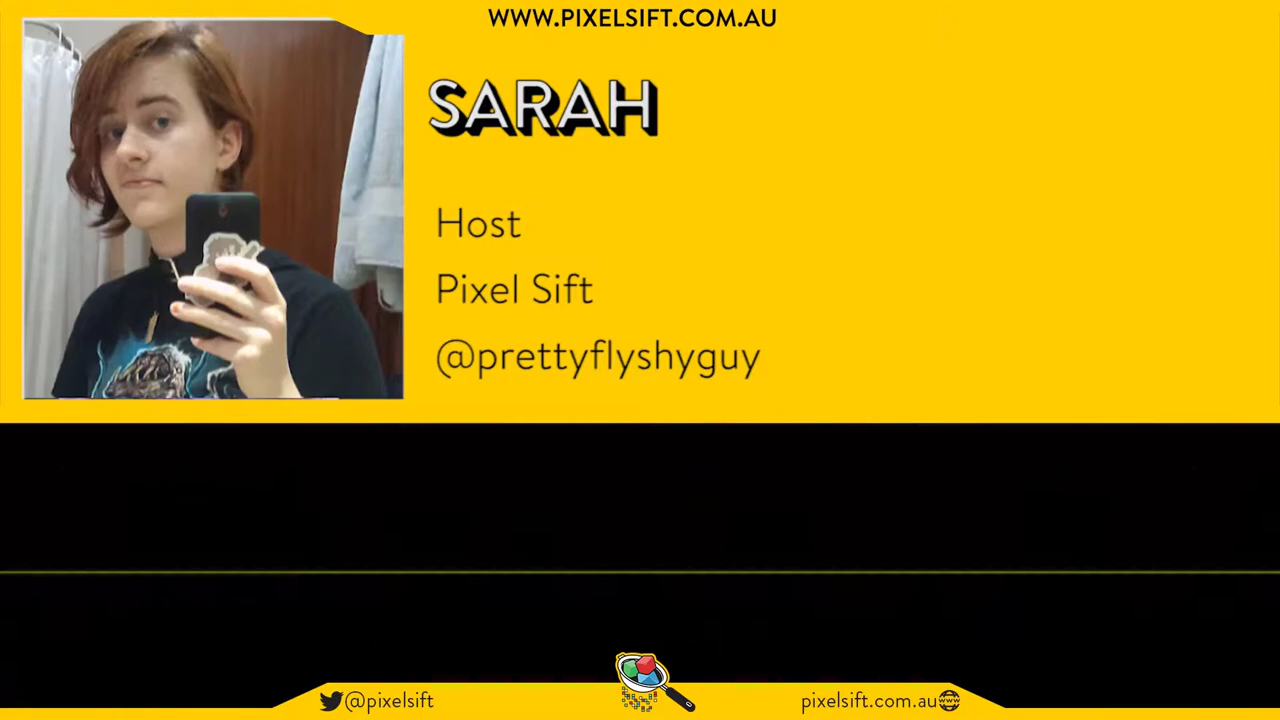 WWW.PIXELSIFT.COM.AU
SARAH
Host
Pixel Sift
@prettyflyshyguy
@pixelsift
pixelsift.com.au